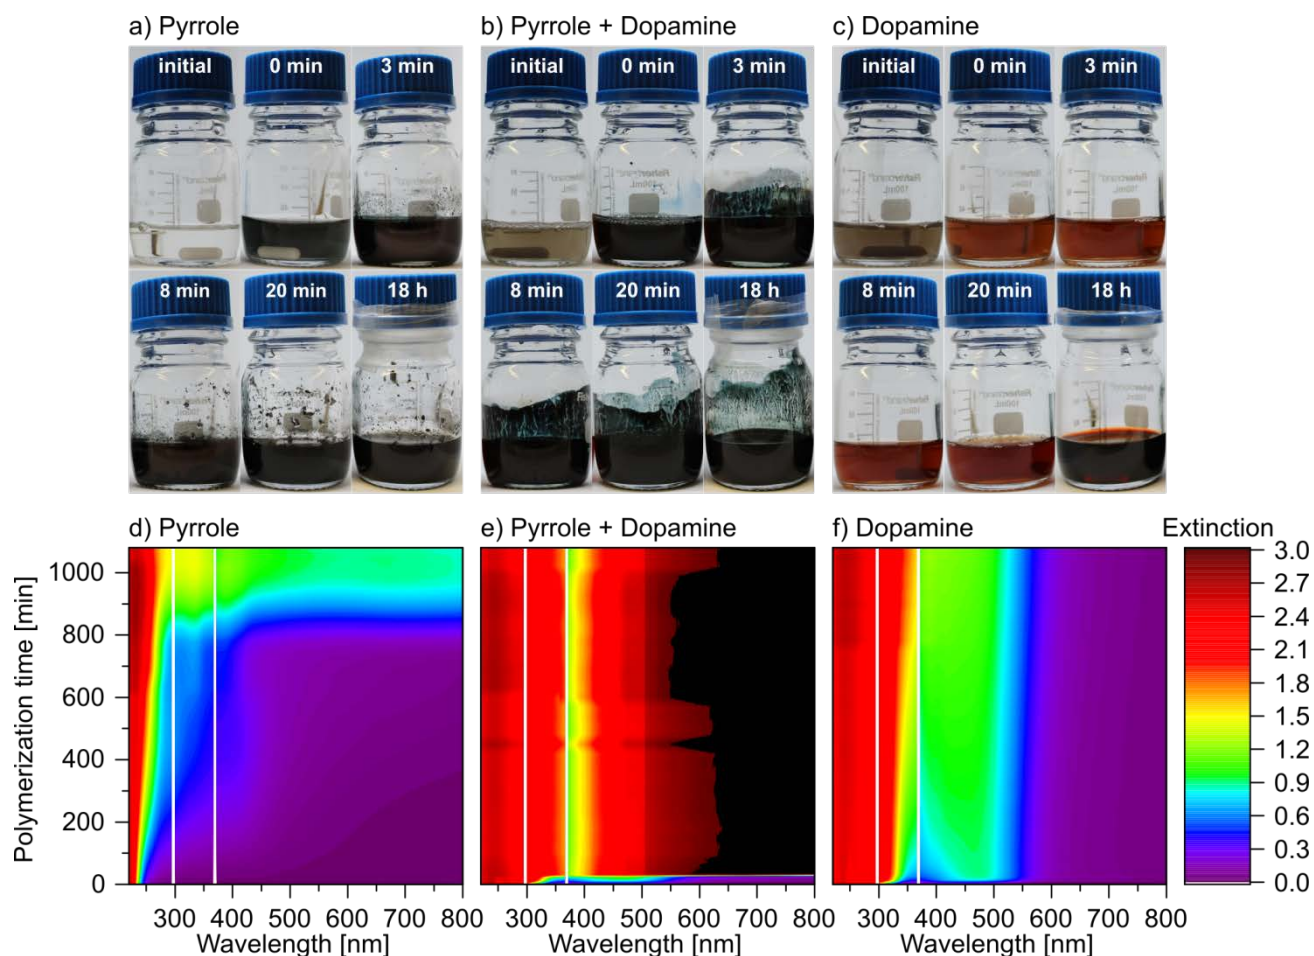 a) Pyrrole
b) Pyrrole + Dopamine
c) Dopamine
initial
0 min
3 min
initial
0 min
3 min
initial
0 min
3 min
8 min
20 min
18 h
8 min
20 min
18 h
8 min
20 min
18 h
d) Pyrrole
e) Pyrrole + Dopamine
f) Dopamine
Extinction
Polymerization time [min]
1000
800
600
400
200
0
300 400 500 600 700 800
Wavelength [nm]
300 400 500 600 700 800
Wavelength [nm]
300 400 500 600 700 800
Wavelength [nm]
3.0
2.7
2.4
2.1
1.8
1.5
1.2
0.9
0.6
0.3
0.0